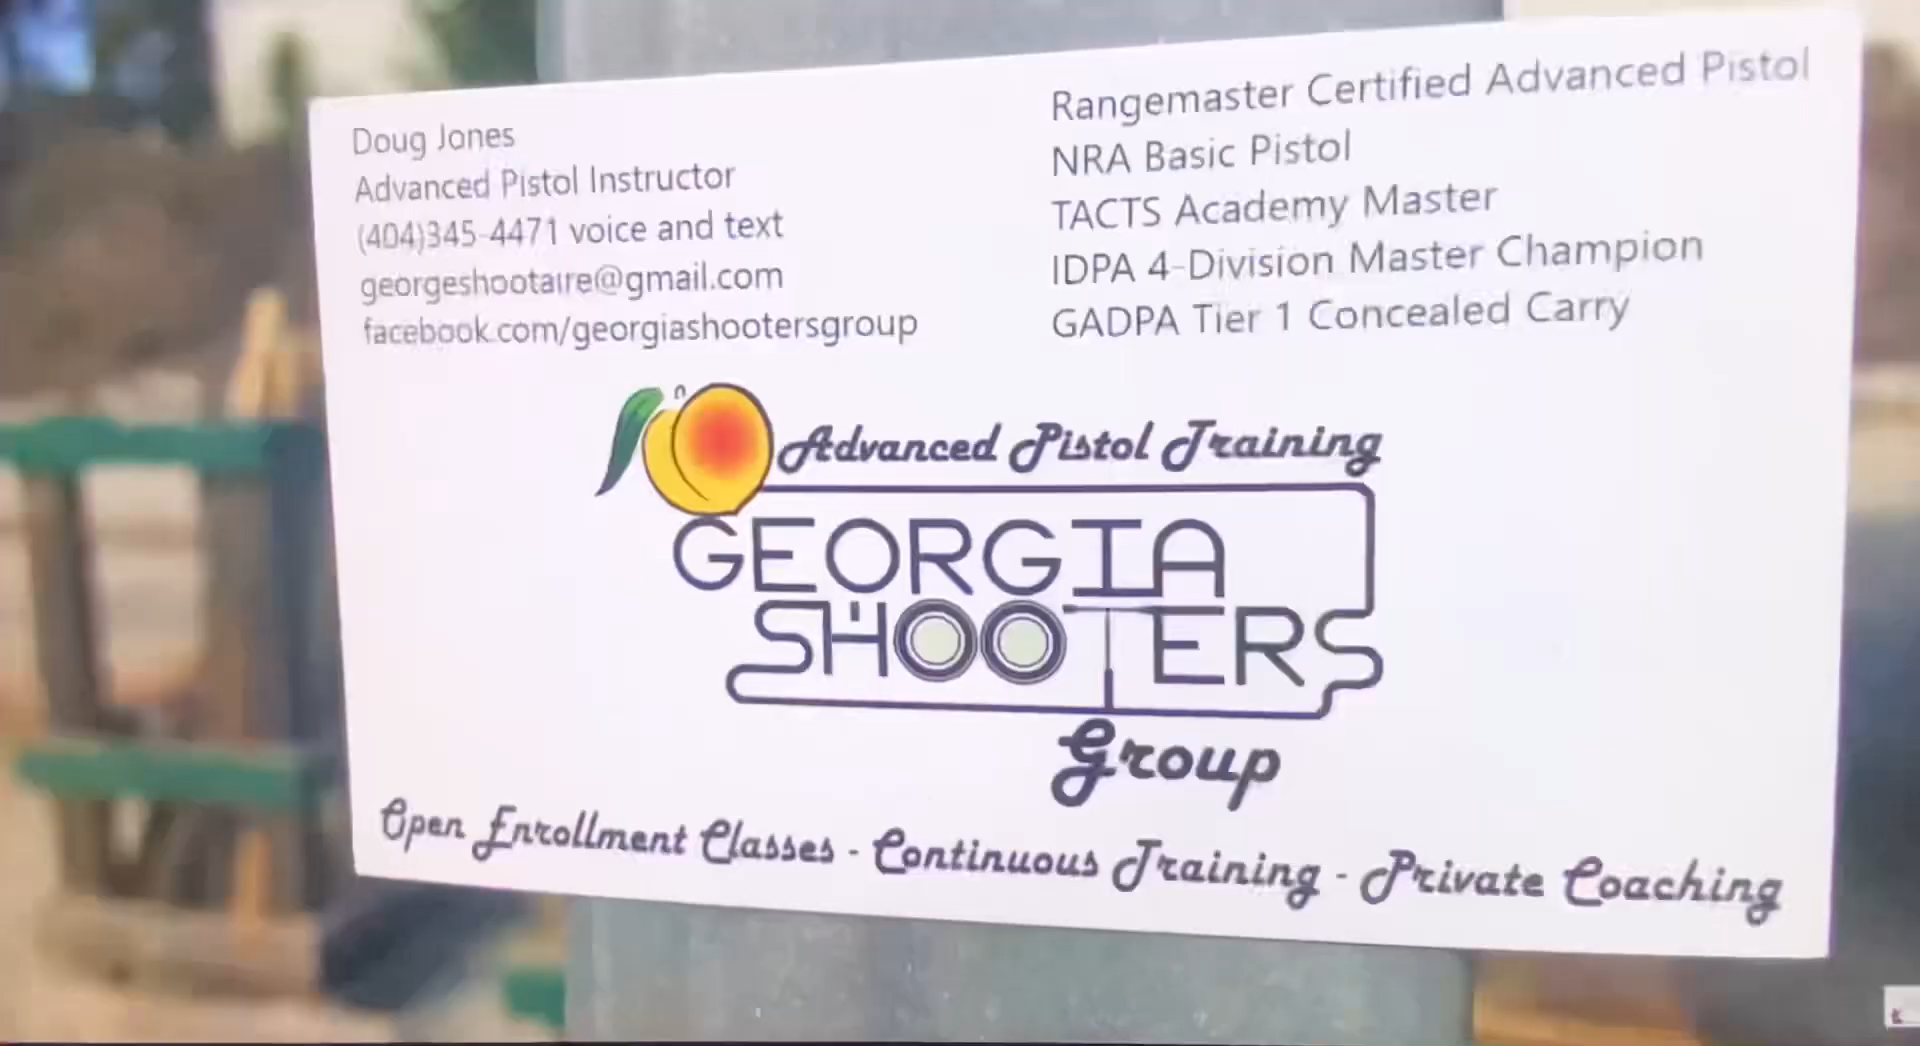 Doug Jones
Advanced Pistol Instructor
(404)345-4471 voice and text
georgeshootaire@gmail.com
facebook.com/georgiashootersgroup
Rangemaster Certified Advanced Pistol
NRA Basic Pistol
TACTS Academy Master
IDPA 4-Division Master Champion
GADPA Tier 1 Concealed Carry
Advanced Pistol Training
GEORGIA
SHOOTERS
Group
Open Enrollment Classes - Continuous Training - Private Coaching